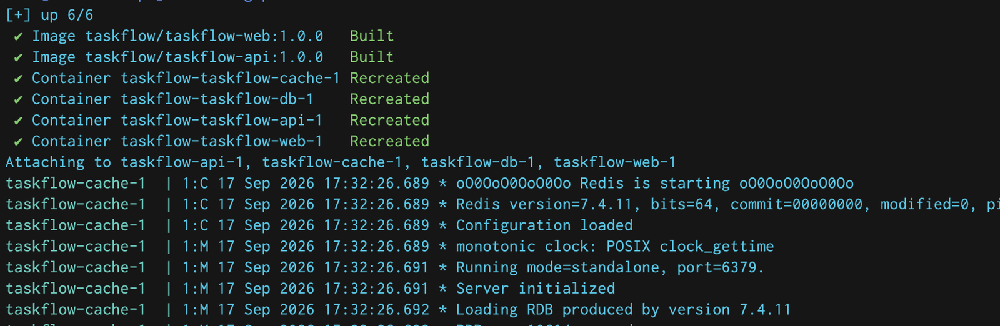 [+] up 6/6
✔ Image taskflow/taskflow-web:1.0.0 Built
✔ Image taskflow/taskflow-api:1.0.0 Built
✔ Container taskflow-taskflow-cache-1 Recreated
✔ Container taskflow-taskflow-db-1 Recreated
✔ Container taskflow-taskflow-api-1 Recreated
✔ Container taskflow-taskflow-web-1 Recreated
Attaching to taskflow-api-1, taskflow-cache-1, taskflow-db-1, taskflow-web-1
taskflow-cache-1 | 1:C 17 Sep 2026 17:32:26.689 * oO0OoO0OoO0Oo Redis is starting oO0OoO0OoO0Oo
taskflow-cache-1 | 1:C 17 Sep 2026 17:32:26.689 * Redis version=7.4.11, bits=64, commit=00000000, modified=0, pi
taskflow-cache-1 | 1:C 17 Sep 2026 17:32:26.689 * Configuration loaded
taskflow-cache-1 | 1:M 17 Sep 2026 17:32:26.689 * monotonic clock: POSIX clock_gettime
taskflow-cache-1 | 1:M 17 Sep 2026 17:32:26.691 * Running mode=standalone, port=6379.
taskflow-cache-1 | 1:M 17 Sep 2026 17:32:26.691 * Server initialized
taskflow-cache-1 | 1:M 17 Sep 2026 17:32:26.692 * Loading RDB produced by version 7.4.11